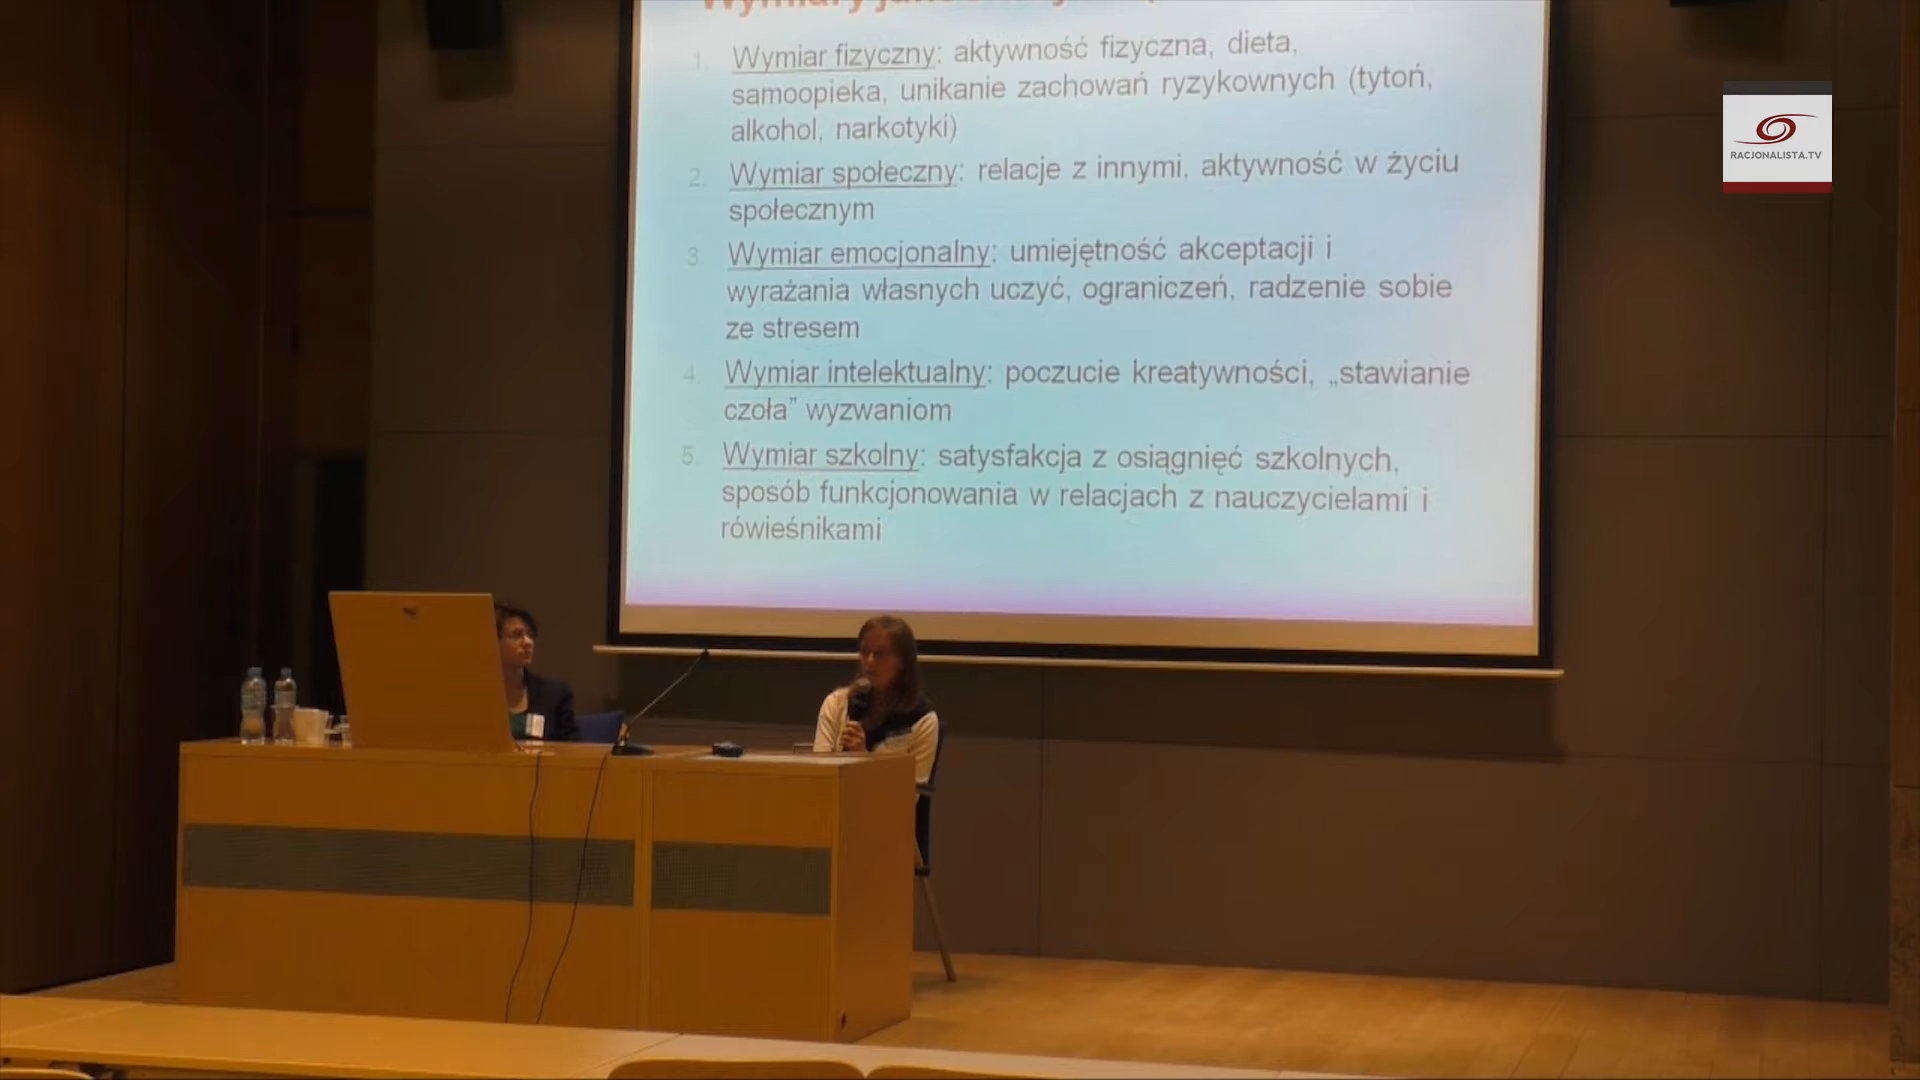 Wymiary
1. Wymiar fizyczny: aktywność fizyczna, dieta,
samoopieka, unikanie zachowań ryzykownych (tytoń,
alkohol, narkotyki)
2. Wymiar społeczny: relacje z innymi, aktywność w życiu
społecznym
3. Wymiar emocjonalny: umiejętność akceptacji i
wyrażania własnych uczyć, ograniczeń, radzenie sobie
ze stresem
4. Wymiar intelektualny: poczucie kreatywności, „stawianie
czoła” wyzwaniom
5. Wymiar szkolny: satysfakcja z osiągnięć szkolnych,
sposób funkcjonowania w relacjach z nauczycielami i
rówieśnikami
RACJONALISTA.TV